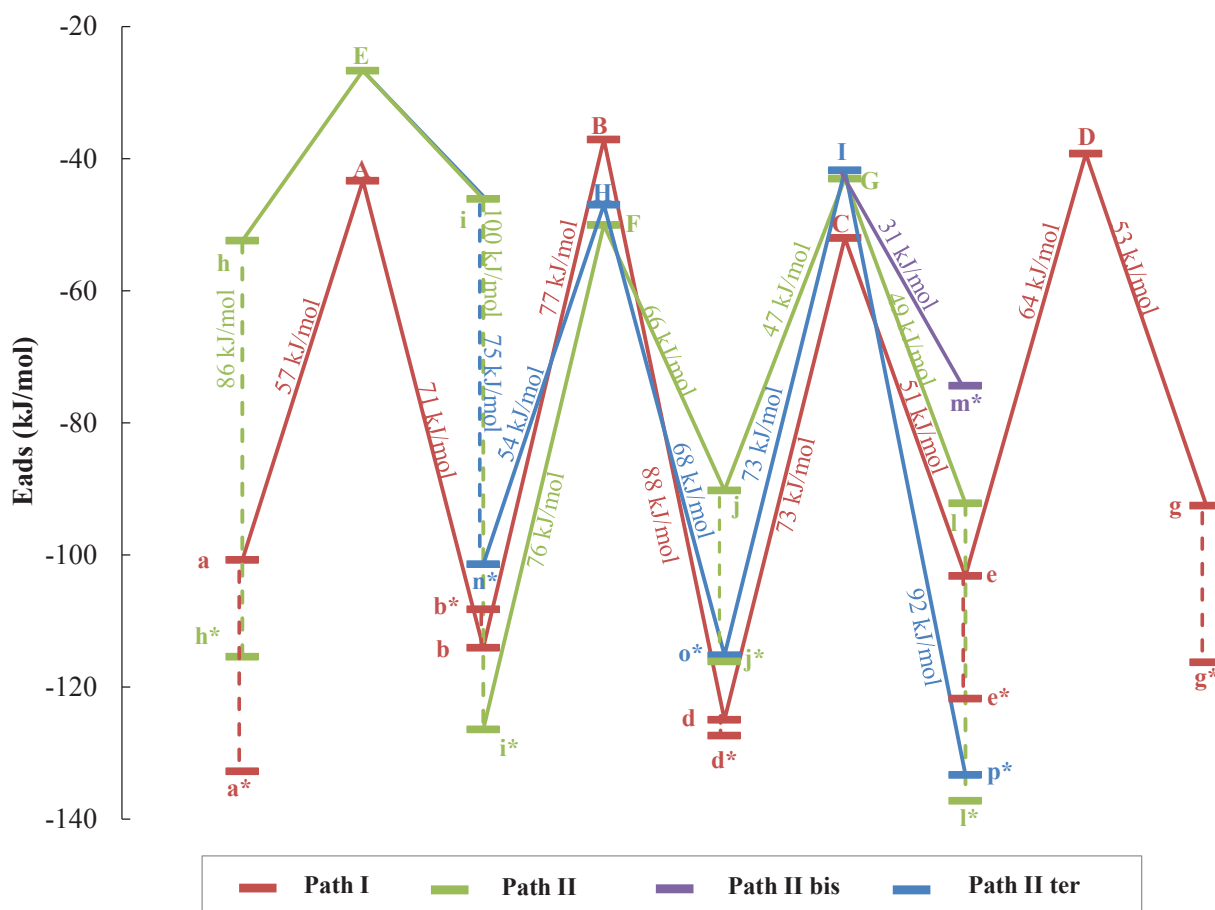 -20
-40
-60
-80
-100
-120
-140
Eads (kJ/mol)
E
A
h
86 kJ/mol
57 kJ/mol
a
h*
a*
71 kJ/mol
i
100 kJ/mol
75 kJ/mol
n*
b*
b
i*
B
H
F
77 kJ/mol
54 kJ/mol
76 kJ/mol
66 kJ/mol
68 kJ/mol
88 kJ/mol
j
o*
j*
d
d*
I
G
C
47 kJ/mol
73 kJ/mol
73 kJ/mol
31 kJ/mol
49 kJ/mol
51 kJ/mol
92 kJ/mol
m*
l
e
e*
p*
l*
D
64 kJ/mol
53 kJ/mol
g
g*
Path I
Path II
Path II bis
Path II ter